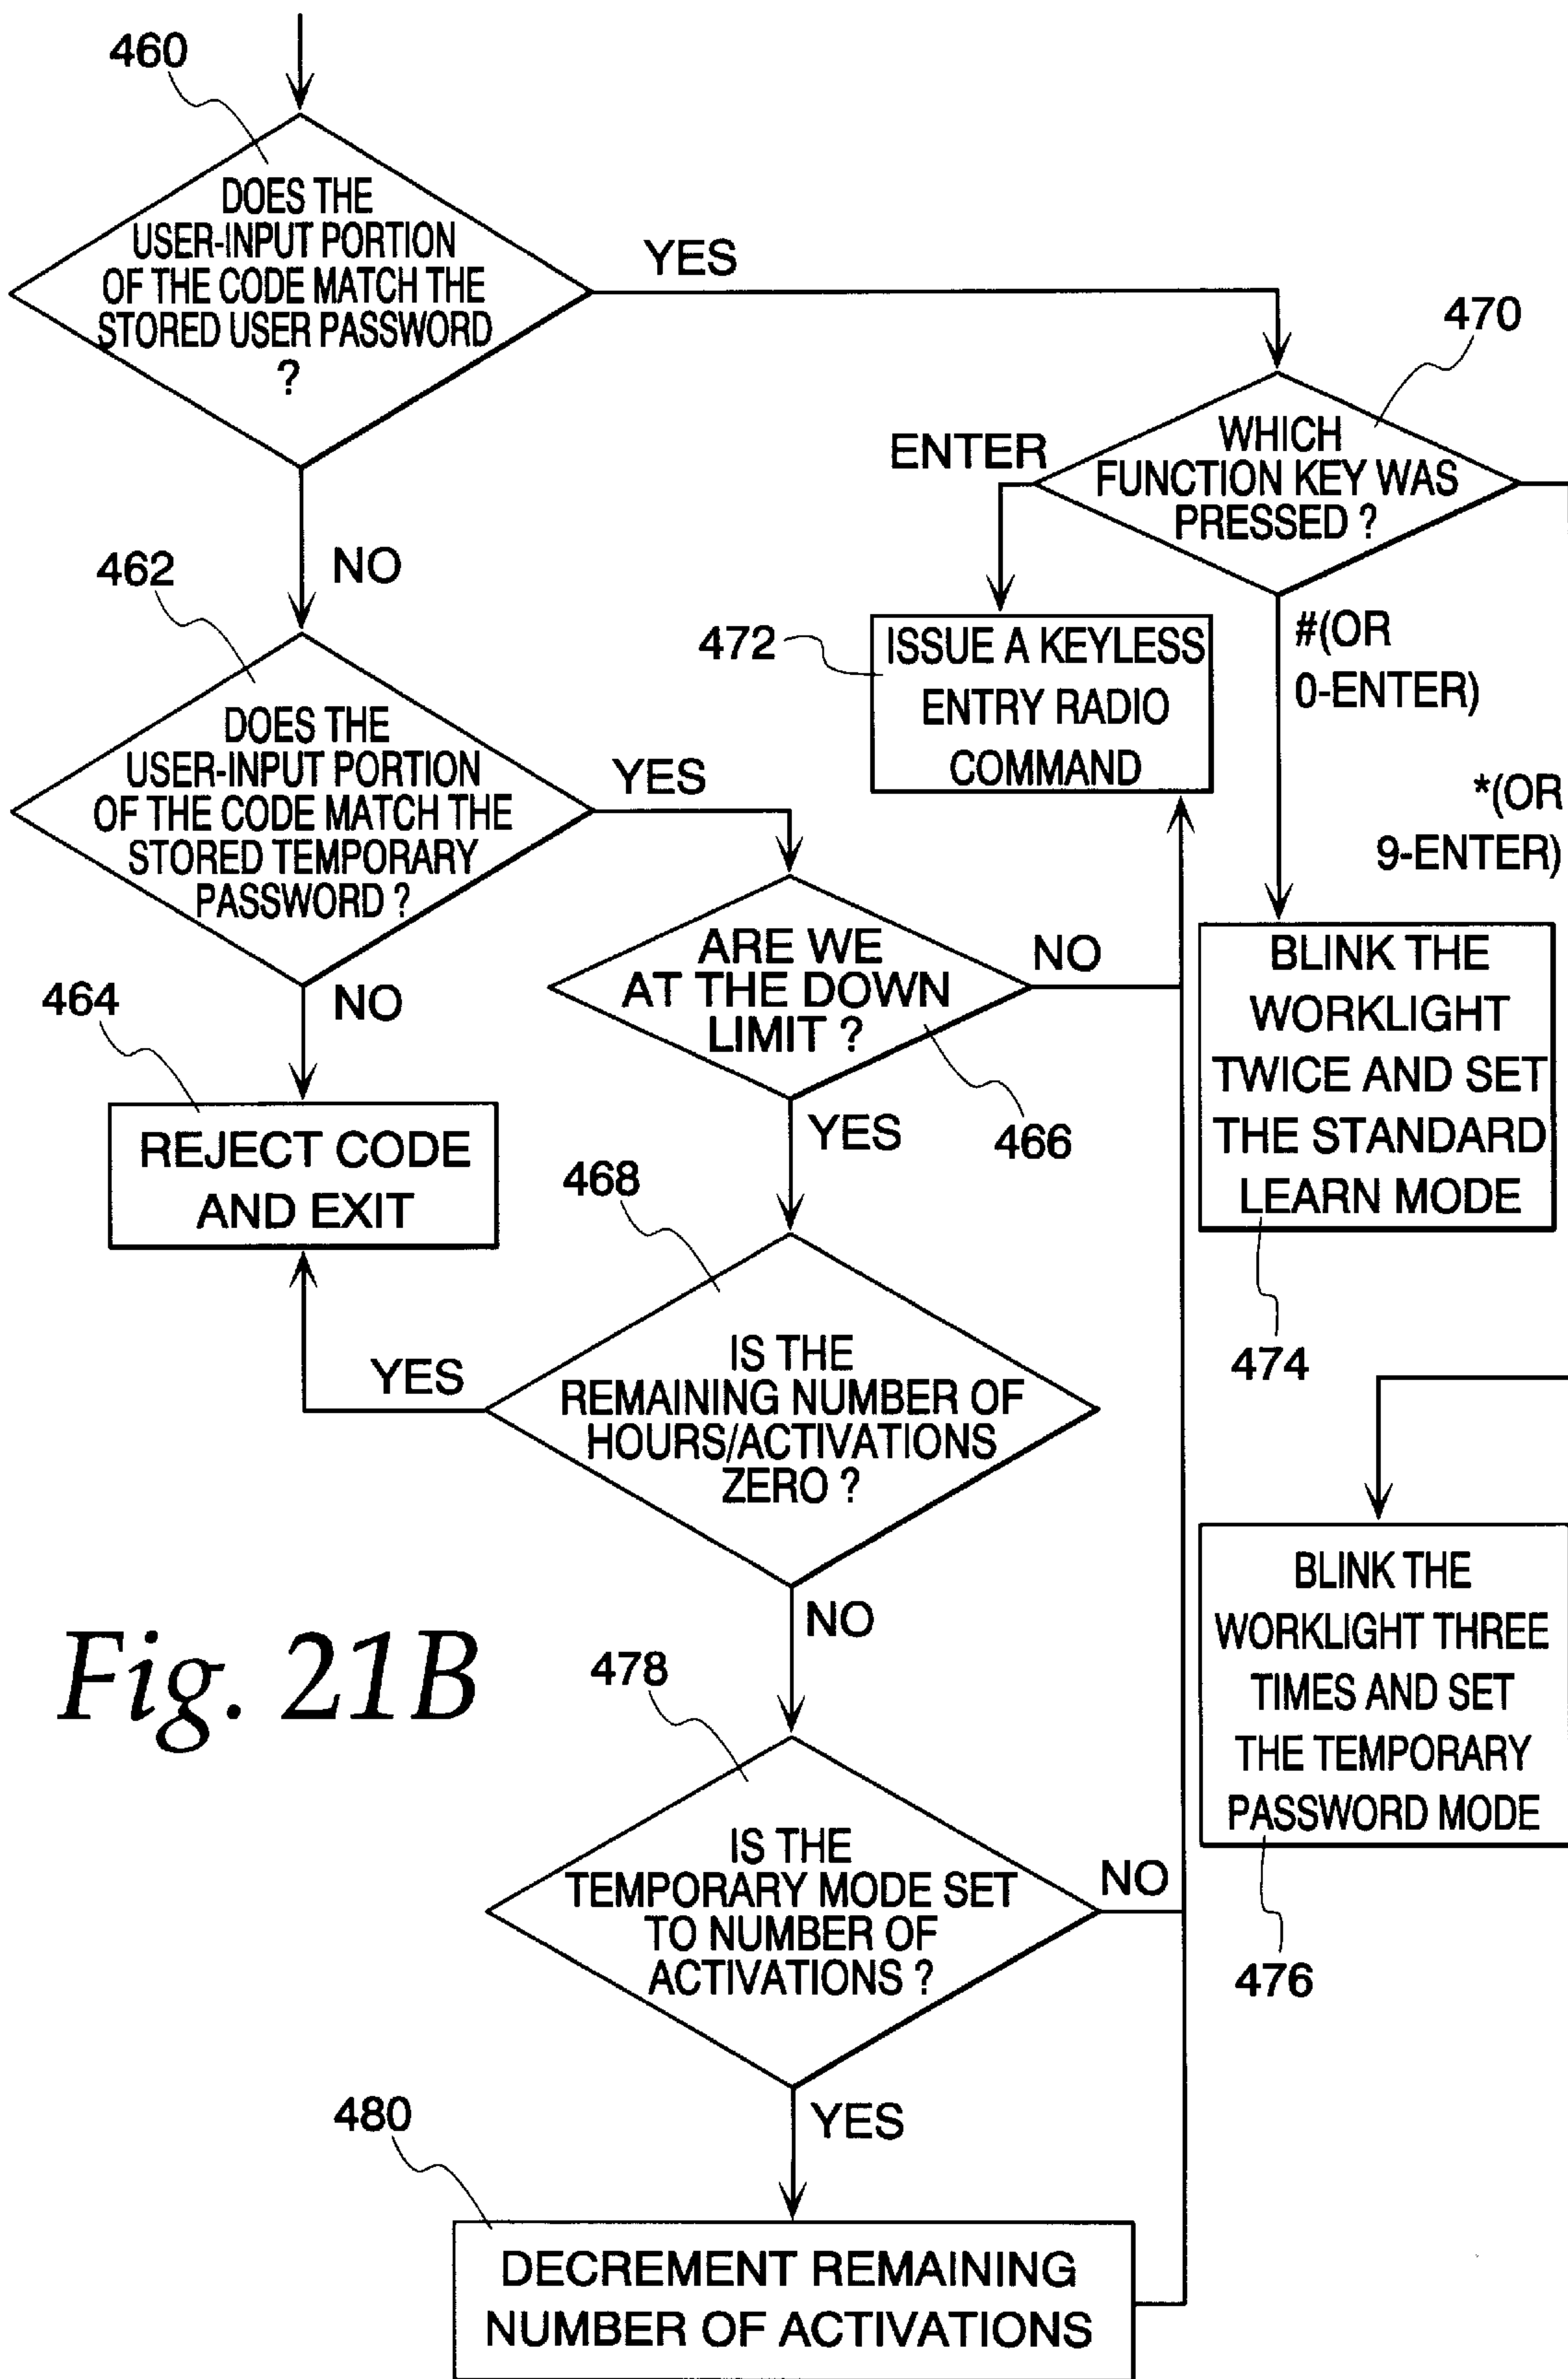 460
DOES THE
USER-INPUT PORTION
OF THE CODE MATCH THE
STORED USER PASSWORD
?
YES
NO
470
WHICH
FUNCTION KEY WAS
PRESSED ?
ENTER
472
ISSUE A KEYLESS
ENTRY RADIO
COMMAND
#(OR
0-ENTER)
*(OR
9-ENTER)
462
DOES THE
USER-INPUT PORTION
OF THE CODE MATCH THE
STORED TEMPORARY
PASSWORD ?
YES
NO
464
REJECT CODE
AND EXIT
ARE WE
AT THE DOWN
LIMIT ?
NO
YES
466
BLINK THE
WORKLIGHT
TWICE AND SET
THE STANDARD
LEARN MODE
474
468
IS THE
REMAINING NUMBER OF
HOURS/ACTIVATIONS
ZERO ?
YES
NO
BLINK THE
WORKLIGHT THREE
TIMES AND SET
THE TEMPORARY
PASSWORD MODE
476
Fig. 21B
478
IS THE
TEMPORARY MODE SET
TO NUMBER OF
ACTIVATIONS ?
NO
YES
480
DECREMENT REMAINING
NUMBER OF ACTIVATIONS